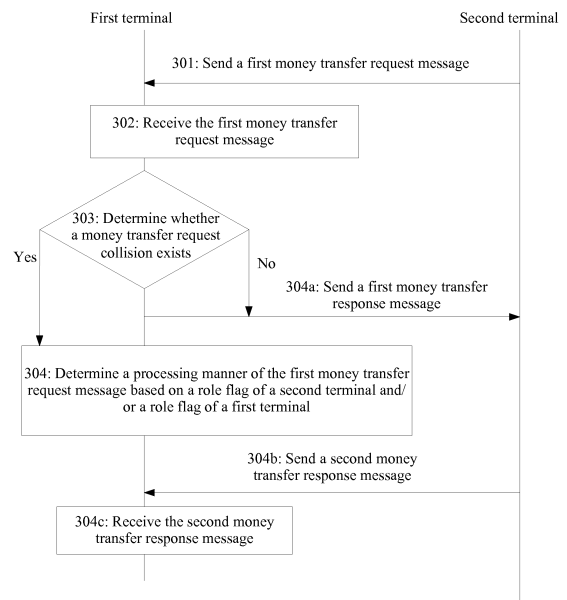 First terminal
Second terminal
301: Send a first money transfer request message
302: Receive the first money transfer
request message
303: Determine whether
a money transfer request
collision exists
Yes
No
304a: Send a first money transfer
response message
304: Determine a processing manner of the first money transfer
request message based on a role flag of a second terminal and/
or a role flag of a first terminal
304b: Send a second money
transfer response message
304c: Receive the second money
transfer response message